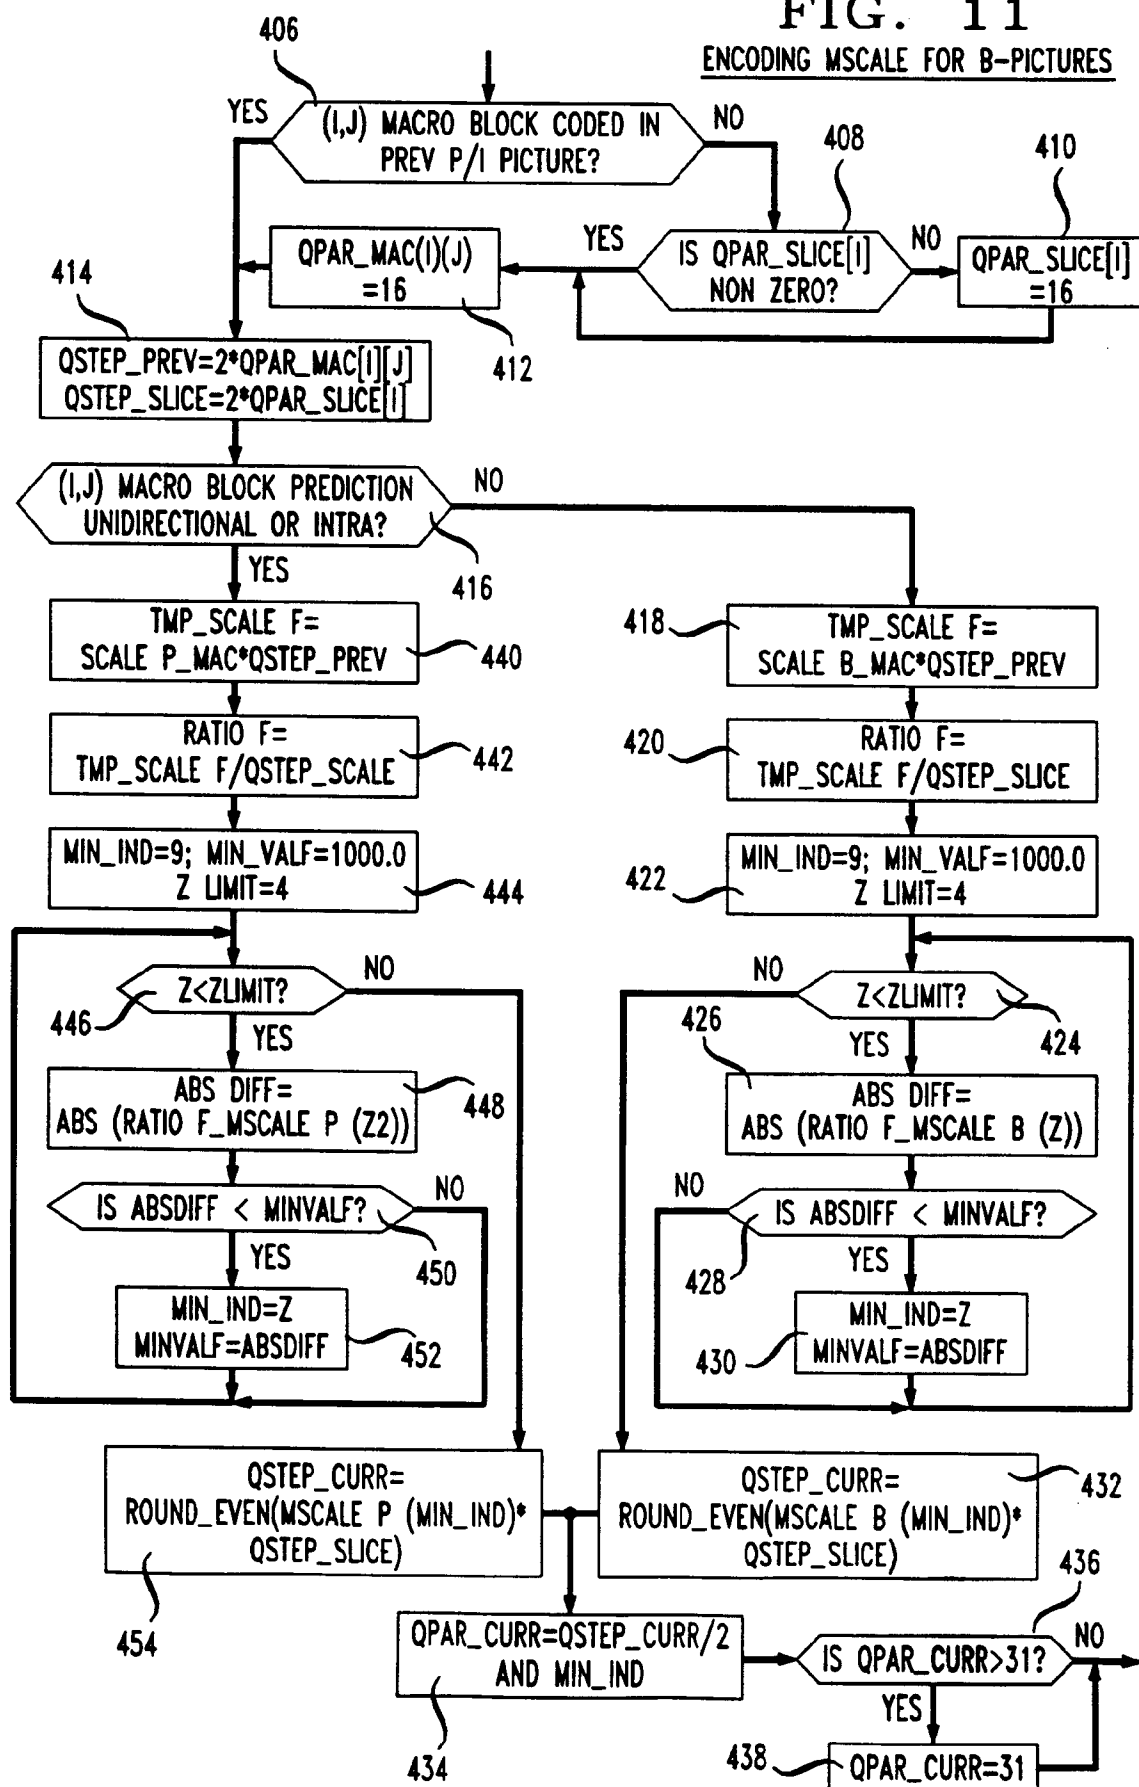 FIG. 11
ENCODING MSCALE FOR B-PICTURES
406
(I,J) MACRO BLOCK CODED IN
PREV P/I PICTURE?
YES
NO
408
410
IS QPAR_SLICE[I]
NON ZERO?
YES
NO
QPAR_SLICE[I]
=16
QPAR_MAC(I)(J)
=16
412
414
QSTEP_PREV=2*QPAR_MAC[I][J]
QSTEP_SLICE=2*QPAR_SLICE[I]
(I,J) MACRO BLOCK PREDICTION
UNIDIRECTIONAL OR INTRA?
NO
416
YES
TMP_SCALE F=
SCALE P_MAC*QSTEP_PREV
440
418
TMP_SCALE F=
SCALE B_MAC*QSTEP_PREV
RATIO F=
TMP_SCALE F/QSTEP_SCALE
442
420
RATIO F=
TMP_SCALE F/QSTEP_SLICE
MIN_IND=9; MIN_VALF=1000.0
Z LIMIT=4
444
422
MIN_IND=9; MIN_VALF=1000.0
Z LIMIT=4
Z<ZLIMIT?
NO
446
YES
NO
Z<ZLIMIT?
424
426
YES
ABS DIFF=
ABS (RATIO F_MSCALE P (Z2))
448
ABS DIFF=
ABS (RATIO F_MSCALE B (Z))
IS ABSDIFF < MINVALF?
NO
450
YES
NO
IS ABSDIFF < MINVALF?
428
YES
MIN_IND=Z
MINVALF=ABSDIFF
452
430
MIN_IND=Z
MINVALF=ABSDIFF
QSTEP_CURR=
ROUND_EVEN(MSCALE P (MIN_IND)*
QSTEP_SLICE)
454
QSTEP_CURR=
ROUND_EVEN(MSCALE B (MIN_IND)*
QSTEP_SLICE)
432
QPAR_CURR=QSTEP_CURR/2
AND MIN_IND
434
436
IS QPAR_CURR>31?
NO
YES
438
QPAR_CURR=31